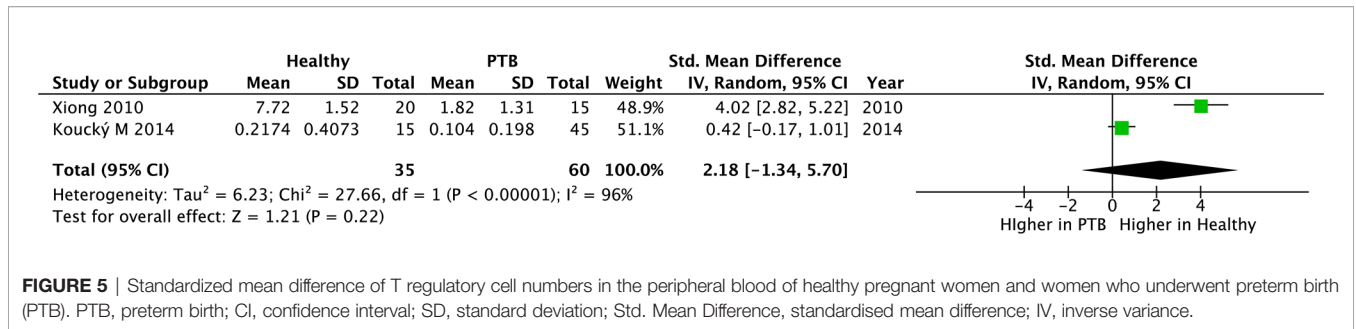 Healthy PTB Std. Mean Difference Std. Mean Difference
Study or Subgroup Mean SD Total Mean SD Total Weight IV, Random, 95% CI Year IV, Random, 95% CI
Xiong 2010 7.72 1.52 20 1.82 1.31 15 48.9% 4.02 [2.82, 5.22] 2010
Koucký M 2014 0.2174 0.4073 15 0.104 0.198 45 51.1% 0.42 [-0.17, 1.01] 2014
Total (95% CI) 35 60 100.0% 2.18 [-1.34, 5.70]
Heterogeneity: Tau² = 6.23; Chi² = 27.66, df = 1 (P < 0.00001); I² = 96%
Test for overall effect: Z = 1.21 (P = 0.22)
-4 -2 0 2 4
HIgher in PTB Higher in Healthy
FIGURE 5 | Standardized mean difference of T regulatory cell numbers in the peripheral blood of healthy pregnant women and women who underwent preterm birth
(PTB). PTB, preterm birth; CI, confidence interval; SD, standard deviation; Std. Mean Difference, standardised mean difference; IV, inverse variance.